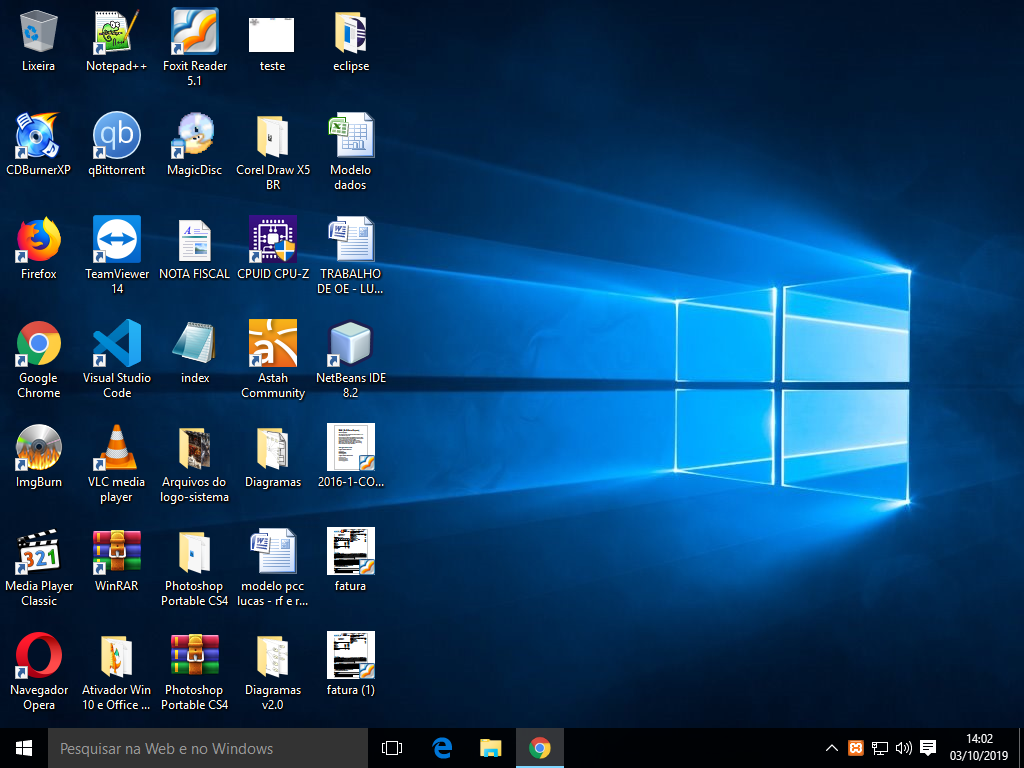 Lixeira
Notepad++
Foxit Reader
5.1
teste
eclipse
CDBurnerXP
qb
qBittorrent
MagicDisc
Corel Draw X5
BR
Modelo
dados
Firefox
TeamViewer
14
NOTA FISCAL
CPUID CPU-Z
TRABALHO
DE OE - LU...
Google
Chrome
Visual Studio
Code
index
a
Astah
Community
NetBeans IDE
8.2
ImgBurn
VLC media
player
Arquivos do
logo-sistema
Diagramas
2016-1-CO...
321
Media Player
Classic
WinRAR
Photoshop
Portable CS4
modelo pcc
lucas - rf e r...
fatura
Navegador
Opera
Ativador Win
10 e Office ...
Photoshop
Portable CS4
Diagramas
v2.0
fatura (1)
Pesquisar na Web e no Windows
14:02
03/10/2019